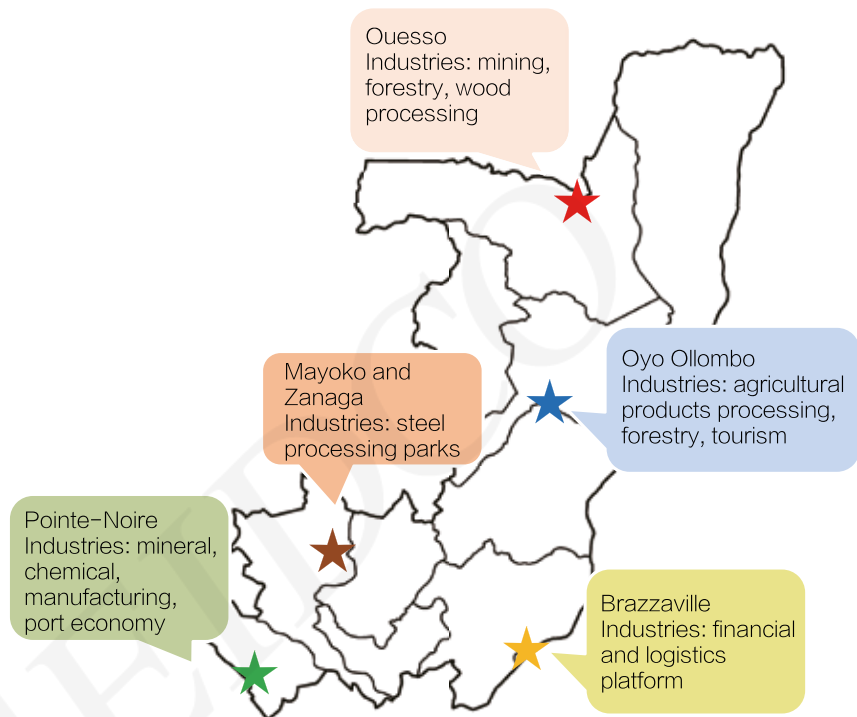 Ouesso
Industries: mining,
forestry, wood
processing
Oyo Ollombo
Industries: agricultural
products processing,
forestry, tourism
Mayoko and
Zanaga
Industries: steel
processing parks
Pointe-Noire
Industries: mineral,
chemical,
manufacturing,
port economy
Brazzaville
Industries: financial
and logistics
platform
GEIDCO